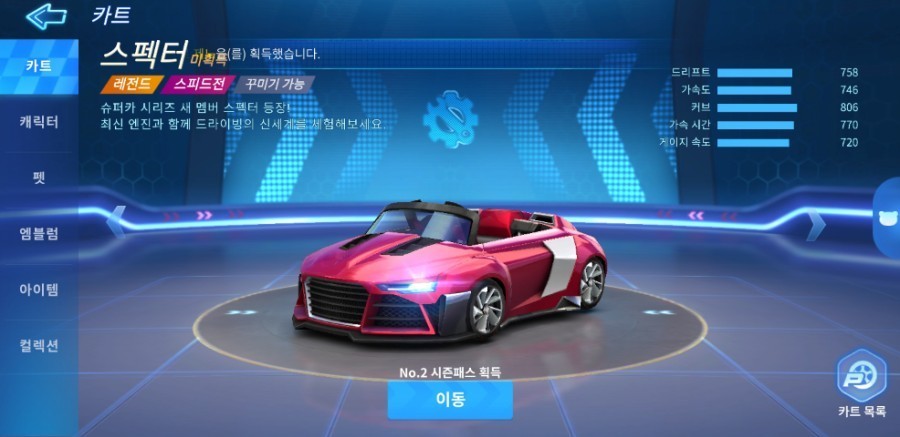 카트
스펙터 미획득
을(를) 획득했습니다.
레전드 스피드전 꾸미기 가능
슈퍼카 시리즈 새 멤버 스펙터 등장!
최신 엔진과 함께 드라이빙의 신세계를 체험해보세요.
드리프트 758
가속도 746
커브 806
가속 시간 770
게이지 속도 720
카트
캐릭터
펫
엠블럼
아이템
컬렉션
No.2 시즌패스 획득
이동
카트 목록